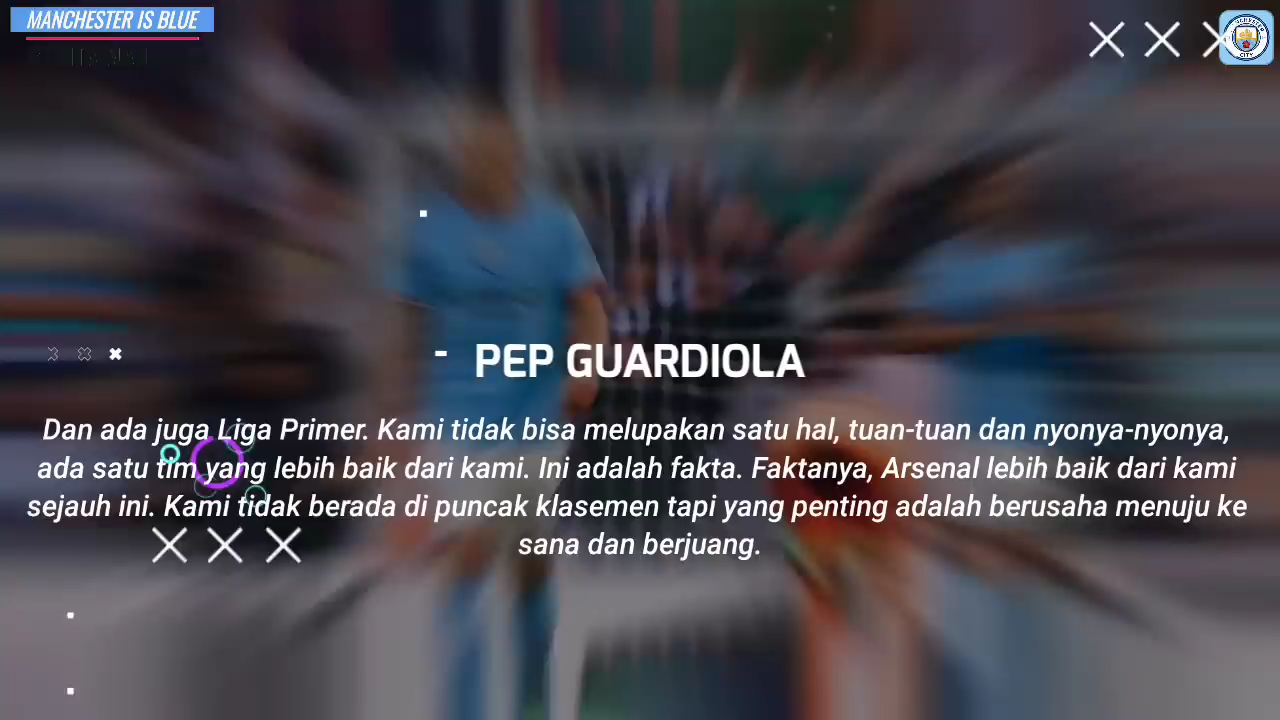 MANCHESTER IS BLUE
PEP GUARDIOLA
Dan ada juga Liga Primer. Kami tidak bisa melupakan satu hal, tuan-tuan dan nyonya-nyonya,
ada satu tim yang lebih baik dari kami. Ini adalah fakta. Faktanya, Arsenal lebih baik dari kami
sejauh ini. Kami tidak berada di puncak klasemen tapi yang penting adalah berusaha menuju ke
sana dan berjuang.